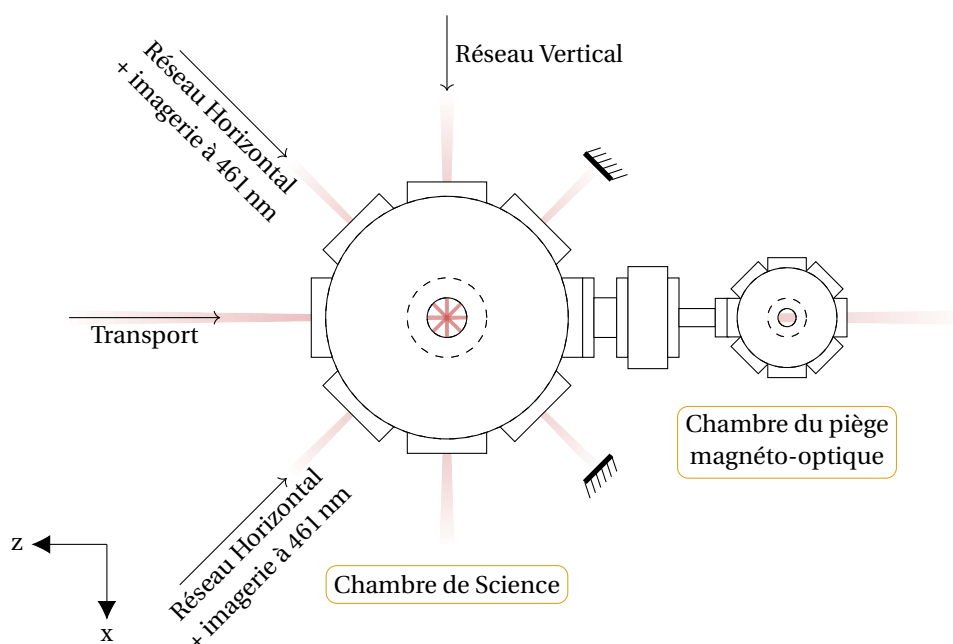 Réseau Vertical
Réseau Horizontal
+ imagerie à 461 nm
Transport
Chambre du piège
magnéto-optique
Réseau Horizontal
+ imagerie à 461 nm
Chambre de Science
z
x